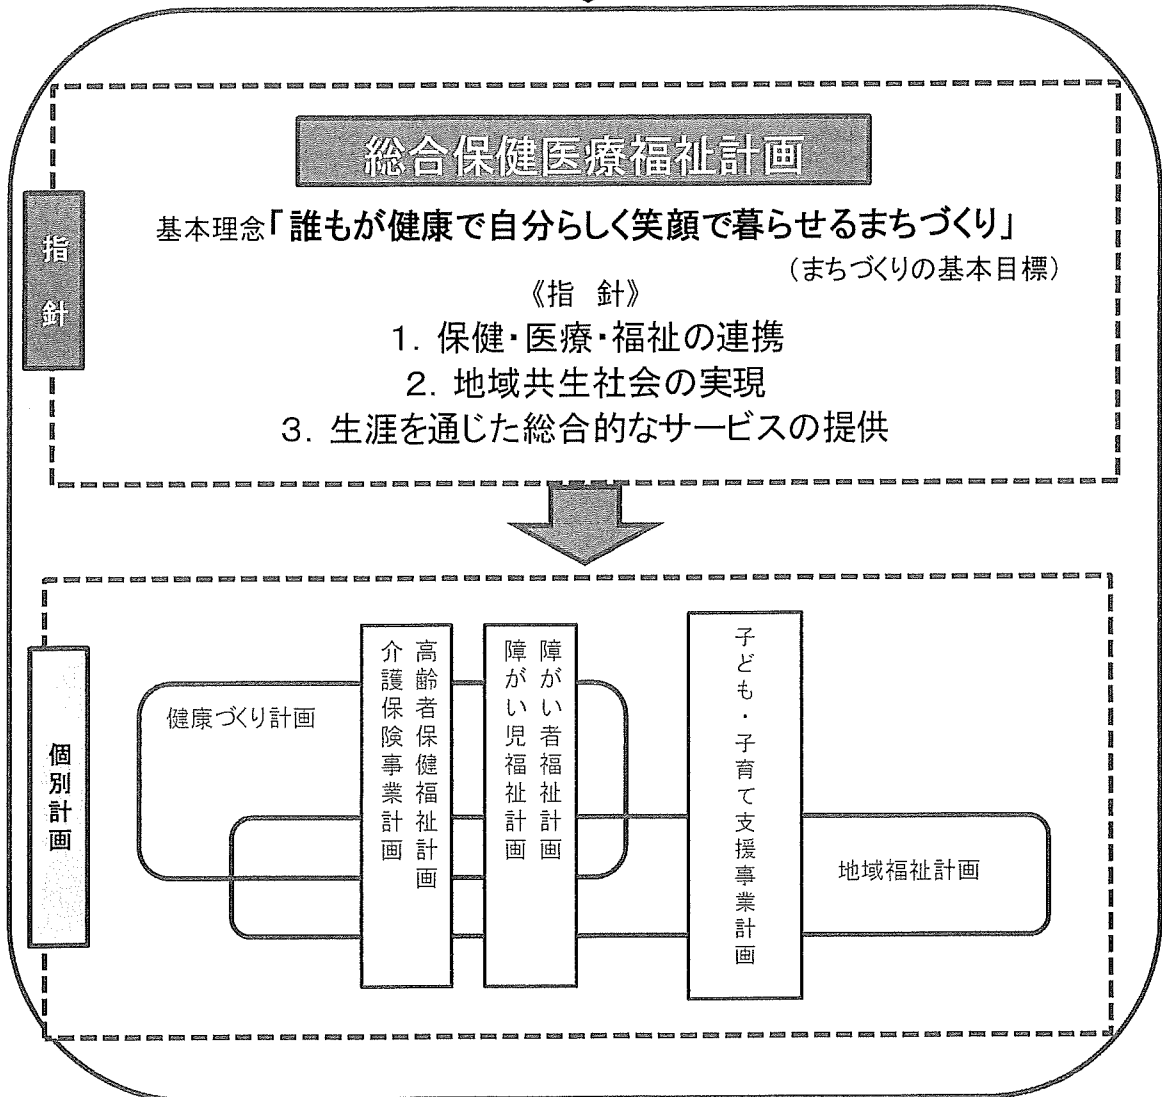 総合保健医療福祉計画
指針
基本理念「誰もが健康で自分らしく笑顔で暮らせるまちづくり」
（まちづくりの基本目標）
《指　針》
１．保健・医療・福祉の連携
２．地域共生社会の実現
３．生涯を通じた総合的なサービスの提供
個別計画
健康づくり計画
高齢者保健福祉計画
介護保険事業計画
障がい者福祉計画
障がい児福祉計画
子ども・子育て支援事業計画
地域福祉計画